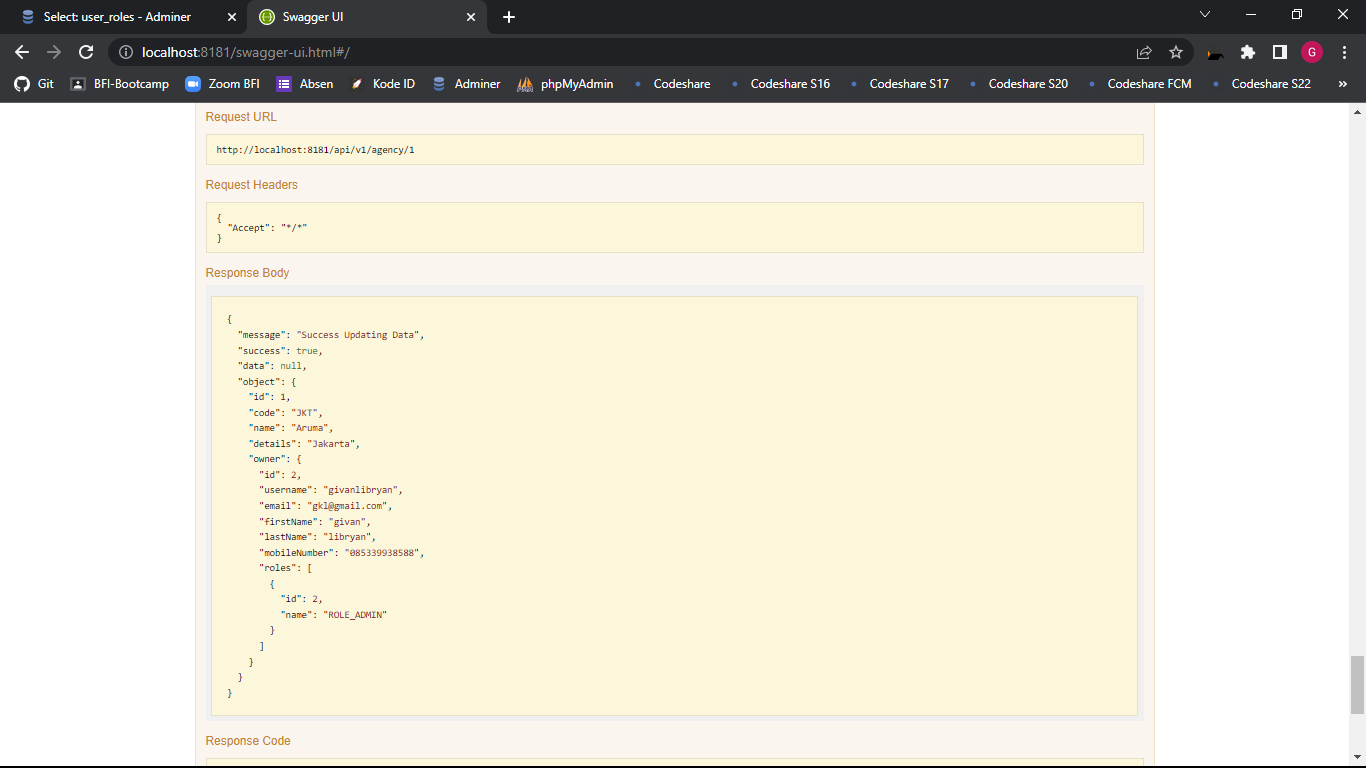 Select: user_roles - Adminer
Swagger UI
localhost:8181/swagger-ui.html#/
G
Git
BFI-Bootcamp
Zoom BFI
Absen
Kode ID
Adminer
phpMyAdmin
Codeshare
Codeshare S16
Codeshare S17
Codeshare S20
Codeshare FCM
Codeshare S22
»
Request URL
http://localhost:8181/api/v1/agency/1
Request Headers
{
"Accept": "*/*"
}
Response Body
{
"message": "Success Updating Data",
"success": true,
"data": null,
"object": {
"id": 1,
"code": "JKT",
"name": "Aruma",
"details": "Jakarta",
"owner": {
"id": 2,
"username": "givanlibryan",
"email": "gkl@gmail.com",
"firstName": "givan",
"lastName": "libryan",
"mobileNumber": "085339938588",
"roles": [
{
"id": 2,
"name": "ROLE_ADMIN"
}
]
}
}
}
Response Code